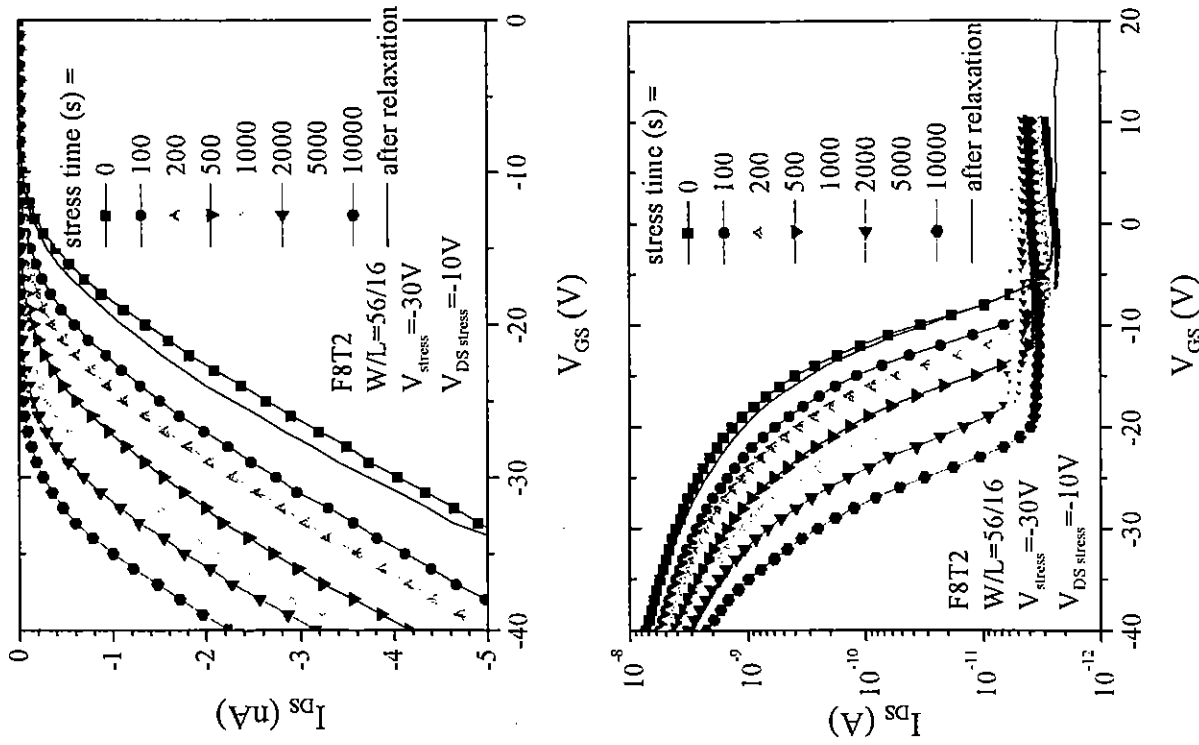 0
-1
-2
-3
-4
-5
I_DS (nA)
-40
-30
-20
-10
-0
V_GS (V)
stress time (s) =
0
100
200
500
1000
2000
5000
10000
after relaxation
F8T2
W/L=56/16
V_stress=-30V
V_DS stress=-10V
10^-8
10^-9
10^-10
10^-11
10^-12
I_DS (A)
-40
-30
-20
-10
0
10
20
V_GS (V)
stress time (s) =
0
100
200
500
1000
2000
5000
10000
after relaxation
F8T2
W/L=56/16
V_stress=-30V
V_DS stress=-10V